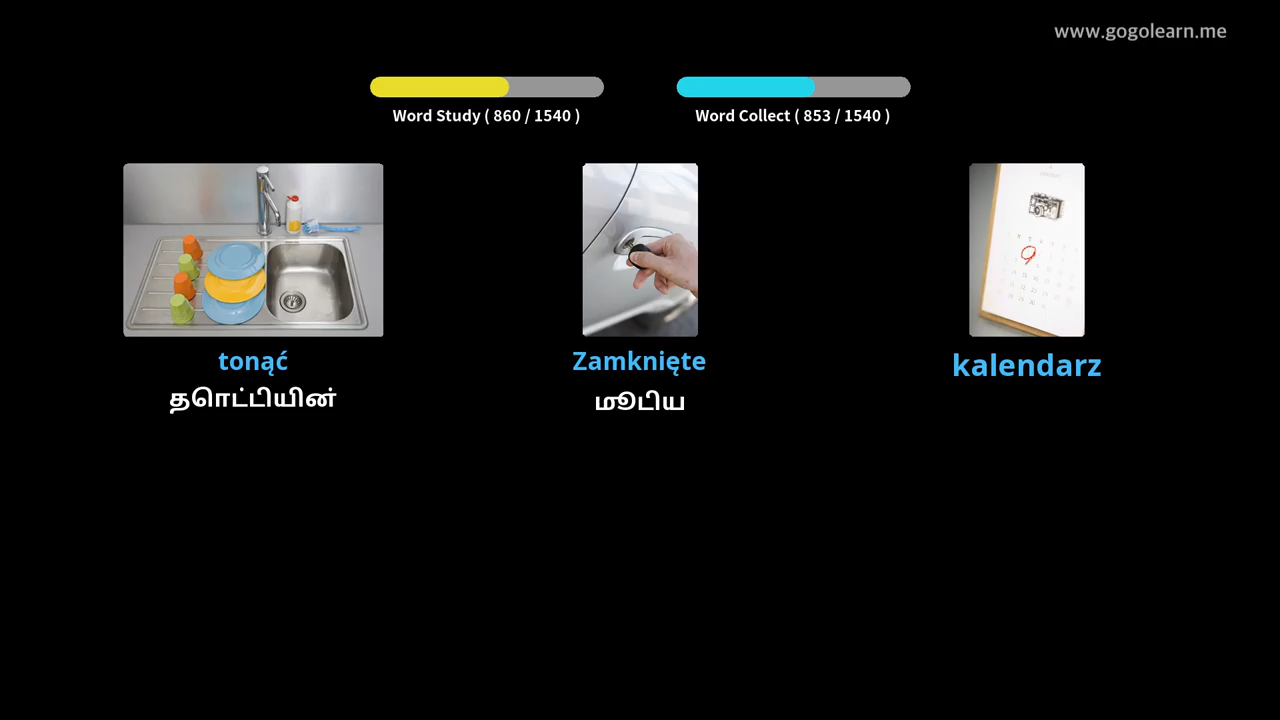 www.gogolearn.me
Word Study ( 860 / 1540 )
Word Collect ( 853 / 1540 )
tonąć
தொட்டியின்
Zamknięte
மூடிய
kalendarz